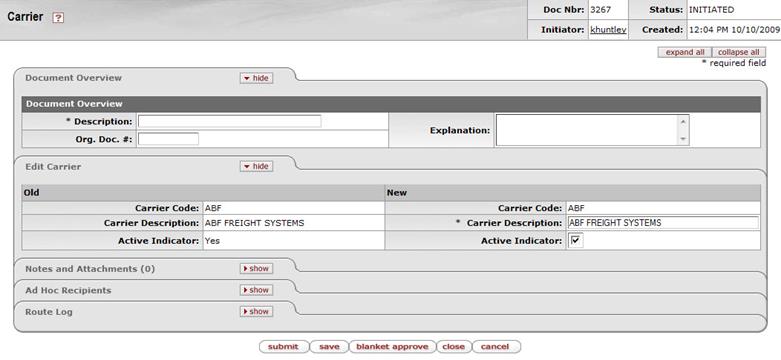 Carrier ?
Doc Nbr: 3267 Status: INITIATED
Initiator: khuntley Created: 12:04 PM 10/10/2009
expand all collapse all
* required field
Document Overview hide
Document Overview
* Description: Explanation:
Org. Doc. #:
Edit Carrier hide
Old New
Carrier Code: ABF Carrier Code: ABF
Carrier Description: ABF FREIGHT SYSTEMS * Carrier Description: ABF FREIGHT SYSTEMS
Active Indicator: Yes Active Indicator:
Notes and Attachments (0) show
Ad Hoc Recipients show
Route Log show
submit save blanket approve close cancel